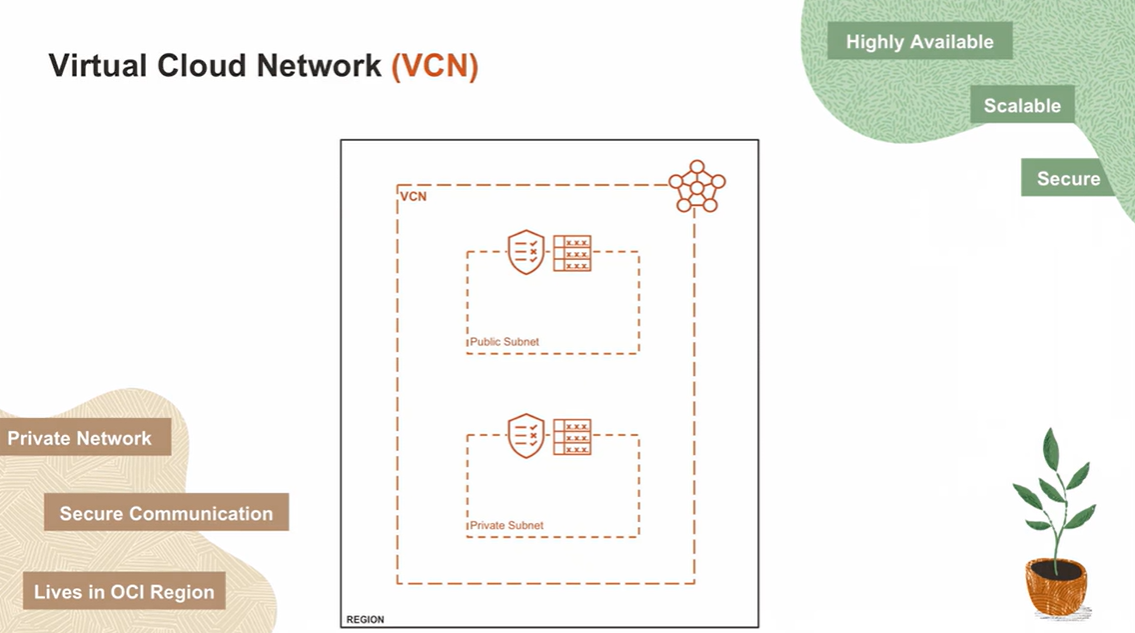 Virtual Cloud Network (VCN)
Highly Available
Scalable
Secure
VCN
x.x.x
x.x.x
x.x.x
Public Subnet
x.x.x
x.x.x
x.x.x
Private Subnet
REGION
Private Network
Secure Communication
Lives in OCI Region